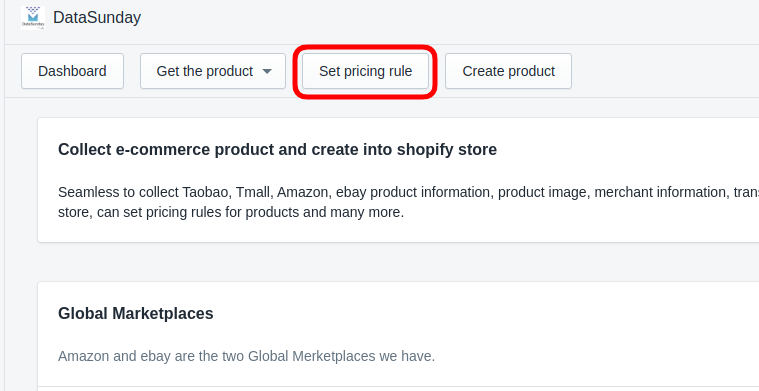 DataSunday
DataSunday
Dashboard
Get the product
Set pricing rule
Create product
Collect e-commerce product and create into shopify store
Seamless to collect Taobao, Tmall, Amazon, ebay product information, product image, merchant information, tran
store, can set pricing rules for products and many more.
Global Marketplaces
Amazon and ebay are the two Global Merketplaces we have.